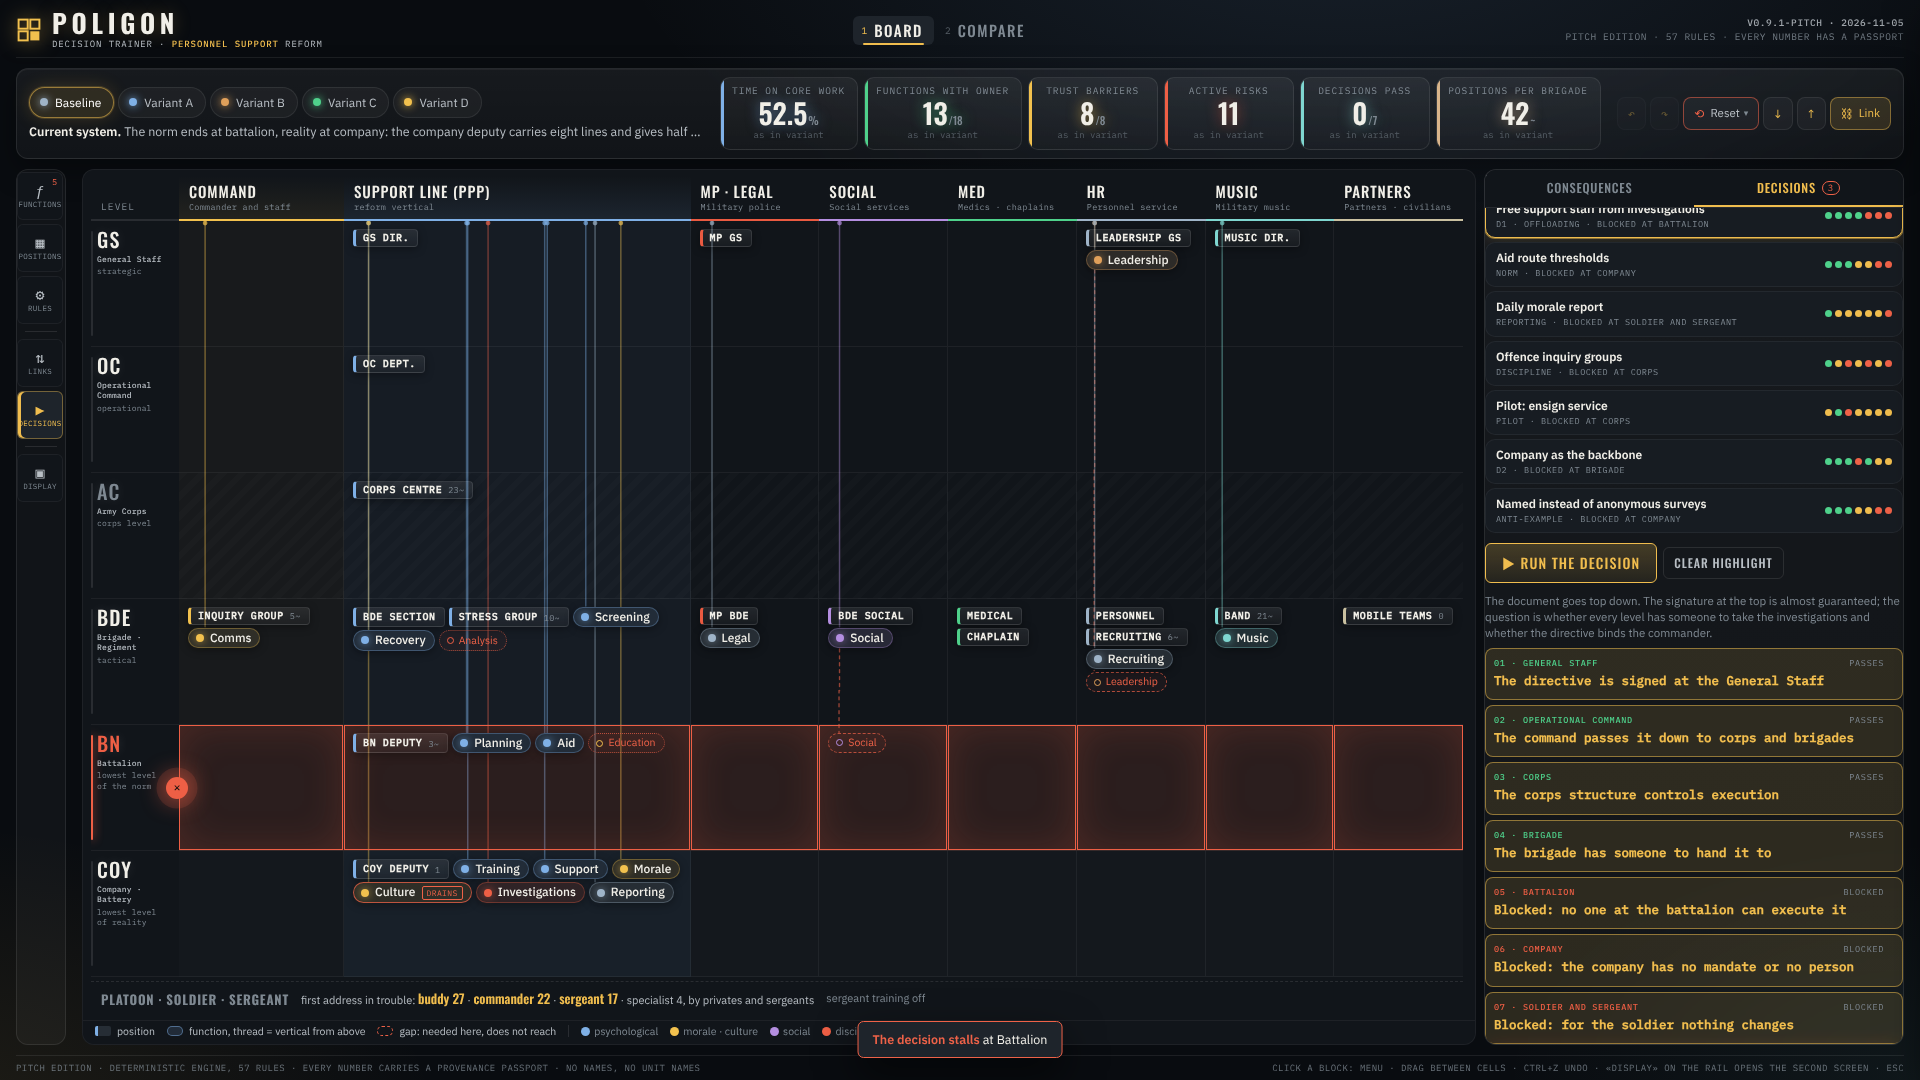 POLIGON
DECISION TRAINER · PERSONNEL SUPPORT REFORM
1 BOARD
2 COMPARE
V0.9.1-PITCH · 2026-11-05
PITCH EDITION · 57 RULES · EVERY NUMBER HAS A PASSPORT
Baseline
Variant A
Variant B
Variant C
Variant D
Current system. The norm ends at battalion, reality at company: the company deputy carries eight lines and gives half ...
TIME ON CORE WORK
52.5%
as in variant
FUNCTIONS WITH OWNER
13/18
as in variant
TRUST BARRIERS
8/8
as in variant
ACTIVE RISKS
11
as in variant
DECISIONS PASS
0/7
as in variant
POSITIONS PER BRIGADE
42~
as in variant
Reset
Link
5
FUNCTIONS
POSITIONS
RULES
LINKS
DECISIONS
DISPLAY
LEVEL
COMMAND
Commander and staff
SUPPORT LINE (PPP)
reform vertical
MP · LEGAL
Military police
SOCIAL
Social services
MED
Medics · chaplains
HR
Personnel service
MUSIC
Military music
PARTNERS
Partners · civilians
GS
General Staff
strategic
GS DIR.
MP GS
LEADERSHIP GS
Leadership
MUSIC DIR.
OC
Operational Command
operational
OC DEPT.
AC
Army Corps
corps level
CORPS CENTRE 23~
BDE
Brigade · Regiment
tactical
INQUIRY GROUP 5~
Comms
BDE SECTION
STRESS GROUP 10~
Screening
Recovery
Analysis
MP BDE
Legal
BDE SOCIAL
Social
MEDICAL
CHAPLAIN
PERSONNEL
RECRUITING 6~
Recruiting
Leadership
BAND 21~
Music
MOBILE TEAMS 0
BN
Battalion
lowest level of the norm
×
BN DEPUTY 3~
Planning
Aid
Education
Social
COY
Company · Battery
lowest level of reality
COY DEPUTY 1
Training
Support
Morale
Culture DRAINS
Investigations
Reporting
PLATOON · SOLDIER · SERGEANT
first address in trouble: buddy 27 · commander 22 · sergeant 17 · specialist 4, by privates and sergeants
sergeant training off
position
function, thread = vertical from above
gap: needed here, does not reach
psychological
morale · culture
social
disci
The decision stalls at Battalion
CONSEQUENCES
DECISIONS 3
Free support staff from investigations
D1 · OFFLOADING · BLOCKED AT BATTALION
Aid route thresholds
NORM · BLOCKED AT COMPANY
Daily morale report
REPORTING · BLOCKED AT SOLDIER AND SERGEANT
Offence inquiry groups
DISCIPLINE · BLOCKED AT CORPS
Pilot: ensign service
PILOT · BLOCKED AT CORPS
Company as the backbone
D2 · BLOCKED AT BRIGADE
Named instead of anonymous surveys
ANTI-EXAMPLE · BLOCKED AT COMPANY
RUN THE DECISION
CLEAR HIGHLIGHT
The document goes top down. The signature at the top is almost guaranteed; the
question is whether every level has someone to take the investigations and
whether the directive binds the commander.
01 · GENERAL STAFF PASSES
The directive is signed at the General Staff
02 · OPERATIONAL COMMAND PASSES
The command passes it down to corps and brigades
03 · CORPS PASSES
The corps structure controls execution
04 · BRIGADE PASSES
The brigade has someone to hand it to
05 · BATTALION BLOCKED
Blocked: no one at the battalion can execute it
06 · COMPANY BLOCKED
Blocked: the company has no mandate or no person
07 · SOLDIER AND SERGEANT BLOCKED
Blocked: for the soldier nothing changes
PITCH EDITION · DETERMINISTIC ENGINE, 57 RULES · EVERY NUMBER CARRIES A PROVENANCE PASSPORT · NO NAMES, NO UNIT NAMES
CLICK A BLOCK: MENU · DRAG BETWEEN CELLS · CTRL+Z UNDO · «DISPLAY» ON THE RAIL OPENS THE SECOND SCREEN · ESC